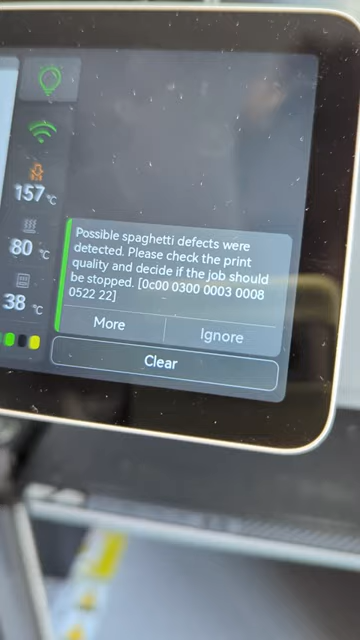 157°C
80 °C
38 °C
Possible spaghetti defects were
detected. Please check the print
quality and decide if the job should
be stopped. [0c00 0300 0003 0008
0522 22]
More
Ignore
Clear